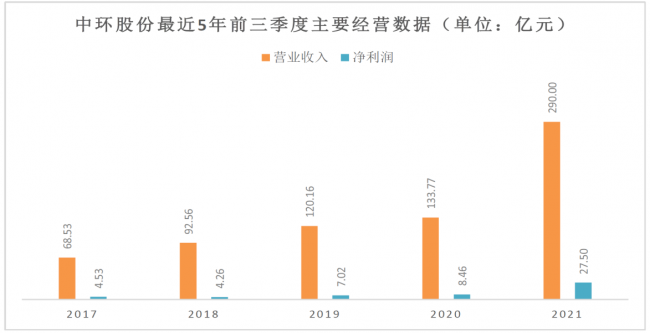 中环股份最近5年前三季度主要经营数据（单位：亿元）
营业收入 净利润
68.53 4.53 92.56 4.26 120.16 7.02 133.77 8.46 290.00 27.50
2017 2018 2019 2020 2021